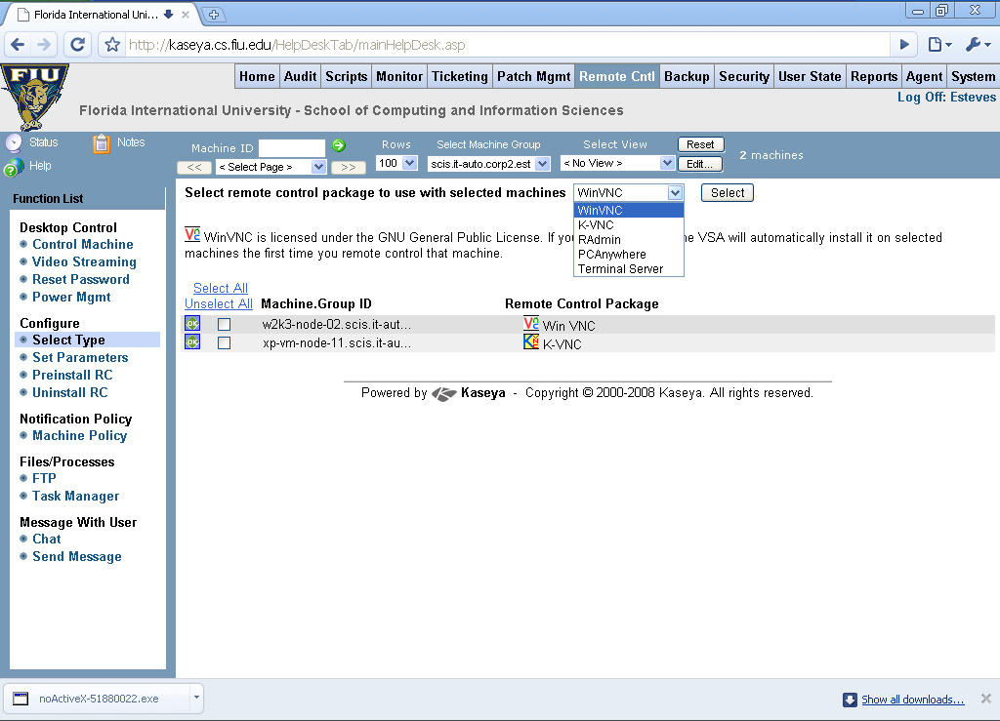 Florida International Uni...
http://kaseya.cs.fiu.edu/HelpDeskTab/mainHelpDesk.asp
FIU
Home Audit Scripts Monitor Ticketing Patch Mgmt Remote Cntl Backup Security User State Reports Agent System
Log Off: Esteves
Florida International University - School of Computing and Information Sciences
Status Notes
Help
Machine ID Rows Select Machine Group Select View Reset
<< < Select Page > >> 100 scis.it-auto.corp2.est < No View > Edit...
2 machines
Function List
Desktop Control
Control Machine
Video Streaming
Reset Password
Power Mgmt
Configure
Select Type
Set Parameters
Preinstall RC
Uninstall RC
Notification Policy
Machine Policy
Files/Processes
FTP
Task Manager
Message With User
Chat
Send Message
Select remote control package to use with selected machines WinVNC Select
WinVNC
K-VNC
RAdmin
PCAnywhere
Terminal Server
WinVNC is licensed under the GNU General Public License. If you VSA will automatically install it on selected
machines the first time you remote control that machine.
Select All
Unselect All Machine.Group ID Remote Control Package
OK w2k3-node-02.scis.it-aut... Win VNC
OK xp-vm-node-11.scis.it-au... K-VNC
Powered by Kaseya - Copyright © 2000-2008 Kaseya. All rights reserved.
noActiveX-51880022.exe
Show all downloads...